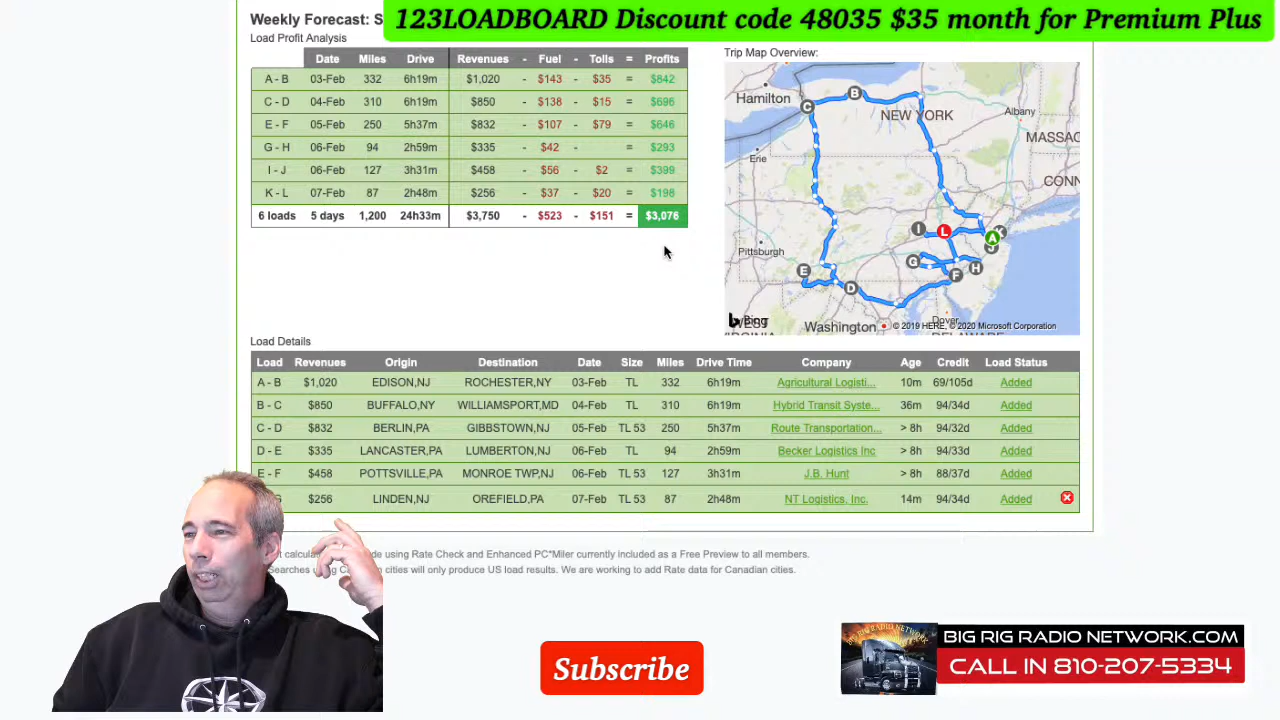 Weekly Forecast: S
123LOADBOARD Discount code 48035 $35 month for Premium Plus
Load Profit Analysis
Date Miles Drive Revenues - Fuel - Tolls = Profits
A - B 03-Feb 332 6h19m $1,020 - $143 - $35 = $842
C - D 04-Feb 310 6h19m $850 - $138 - $15 = $696
E - F 05-Feb 250 5h37m $832 - $107 - $79 = $646
G - H 06-Feb 94 2h59m $335 - $42 - = $293
I - J 06-Feb 127 3h31m $458 - $56 - $2 = $399
K - L 07-Feb 87 2h48m $256 - $37 - $20 = $198
6 loads 5 days 1,200 24h33m $3,750 - $523 - $151 = $3,076
Trip Map Overview:
Hamilton
B
C
NEW YORK
Albany
MASSAC
Erie
CONN
I
L
A
K
J
Pittsburg
G
H
E
F
D
Bing
Washington
Dover
© 2019 HERE, © 2020 Microsoft Corporation
Load Details
Load Revenues Origin Destination Date Size Miles Drive Time Company Age Credit Load Status
A - B $1,020 EDISON,NJ ROCHESTER,NY 03-Feb TL 332 6h19m Agricultural Logisti... 10m 69/105d Added
B - C $850 BUFFALO,NY WILLIAMSPORT,MD 04-Feb TL 310 6h19m Hybrid Transit Syste... 36m 94/34d Added
C - D $832 BERLIN,PA GIBBSTOWN,NJ 05-Feb TL 53 250 5h37m Route Transportation... > 8h 94/32d Added
D - E $335 LANCASTER,PA LUMBERTON,NJ 06-Feb TL 94 2h59m Becker Logistics Inc > 8h 94/33d Added
E - F $458 POTTSVILLE,PA MONROE TWP,NJ 06-Feb TL 53 127 3h31m J.B. Hunt > 8h 88/37d Added
$256 LINDEN,NJ OREFIELD,PA 07-Feb TL 53 87 2h48m NT Logistics, Inc. 14m 94/34d Added
using Rate Check and Enhanced PC*Miler currently included as a Free Preview to all members.
Searches using cities will only produce US load results. We are working to add Rate data for Canadian cities.
Subscribe
BIG RIG RADIO NETWORK.COM
CALL IN 810-207-5334